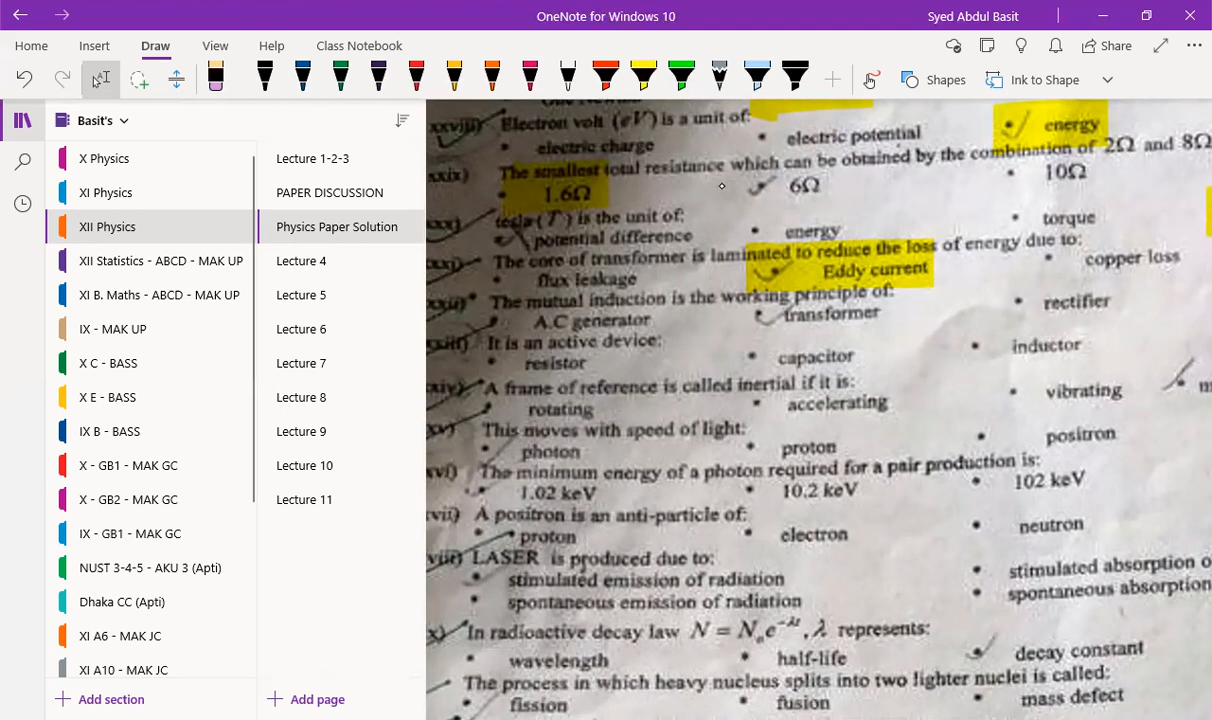 OneNote for Windows 10
Syed Abdul Basit
Home
Insert
Draw
View
Help
Class Notebook
Share
Shapes
Ink to Shape
Basit's
X Physics
XI Physics
XII Physics
XII Statistics - ABCD - MAK UP
XI B. Maths - ABCD - MAK UP
IX - MAK UP
X C - BASS
X E - BASS
IX B - BASS
X - GB1 - MAK GC
X - GB2 - MAK GC
IX - GB1 - MAK GC
NUST 3-4-5 - AKU 3 (Apti)
Dhaka CC (Apti)
XI A6 - MAK JC
XI A10 - MAK JC
Add section
Lecture 1-2-3
PAPER DISCUSSION
Physics Paper Solution
Lecture 4
Lecture 5
Lecture 6
Lecture 7
Lecture 8
Lecture 9
Lecture 10
Lecture 11
Add page
xxviii) Electron volt (eV) is a unit of:
• electric charge • electric potential • energy
xxix) The smallest total resistance which can be obtained by the combination of 2Ω and 8Ω
• 1.6Ω • 6Ω • 10Ω
tesla (T) is the unit of:
potential difference • energy • torque
The core of transformer is laminated to reduce the loss of energy due to:
• flux leakage • Eddy current • copper loss
The mutual induction is the working principle of:
• A.C generator • transformer • rectifier
It is an active device:
• resistor • capacitor • inductor
A frame of reference is called inertial if it is:
• rotating • accelerating • vibrating
This moves with speed of light:
• photon • proton • positron
xvi) The minimum energy of a photon required for a pair production is:
• 1.02 keV • 10.2 keV • 102 keV
vii) A positron is an anti-particle of:
• proton • electron • neutron
viii) LASER is produced due to:
• stimulated emission of radiation • stimulated absorption o
• spontaneous emission of radiation • spontaneous absorption
x) In radioactive decay law N = Nₒe^-λt, λ represents:
• wavelength • half-life • decay constant
The process in which heavy nucleus splits into two lighter nuclei is called:
• fission • fusion • mass defect